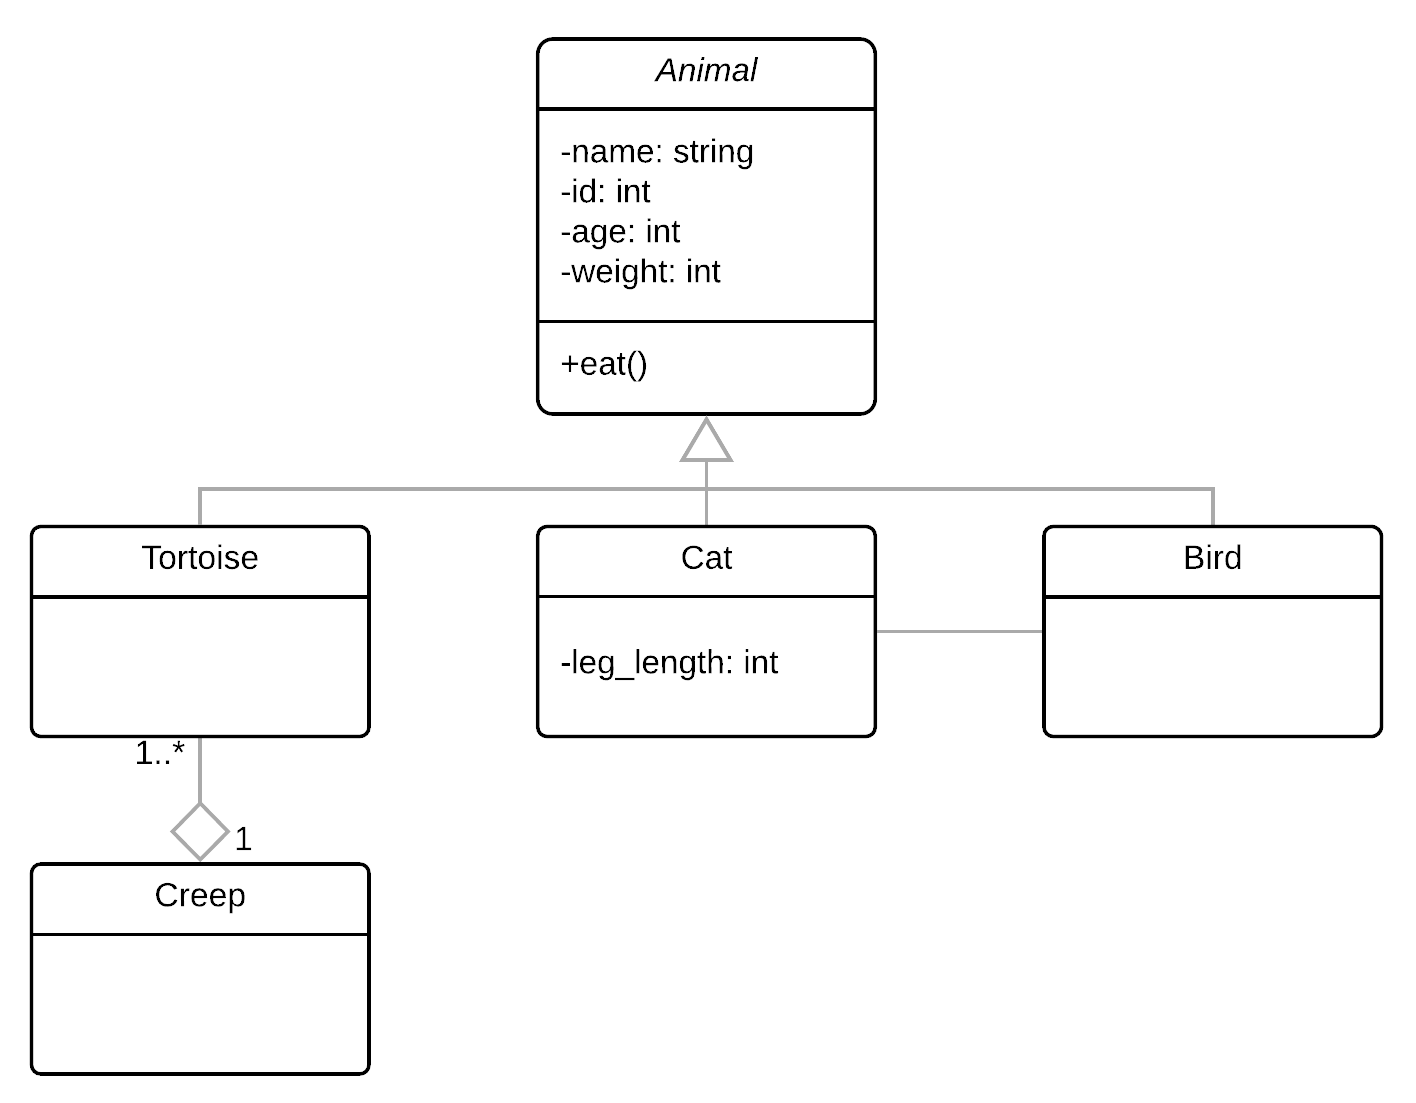 Animal
-name: string
-id: int
-age: int
-weight: int
+eat()
Tortoise
Cat
Bird
-leg_length: int
1..*
1
Creep